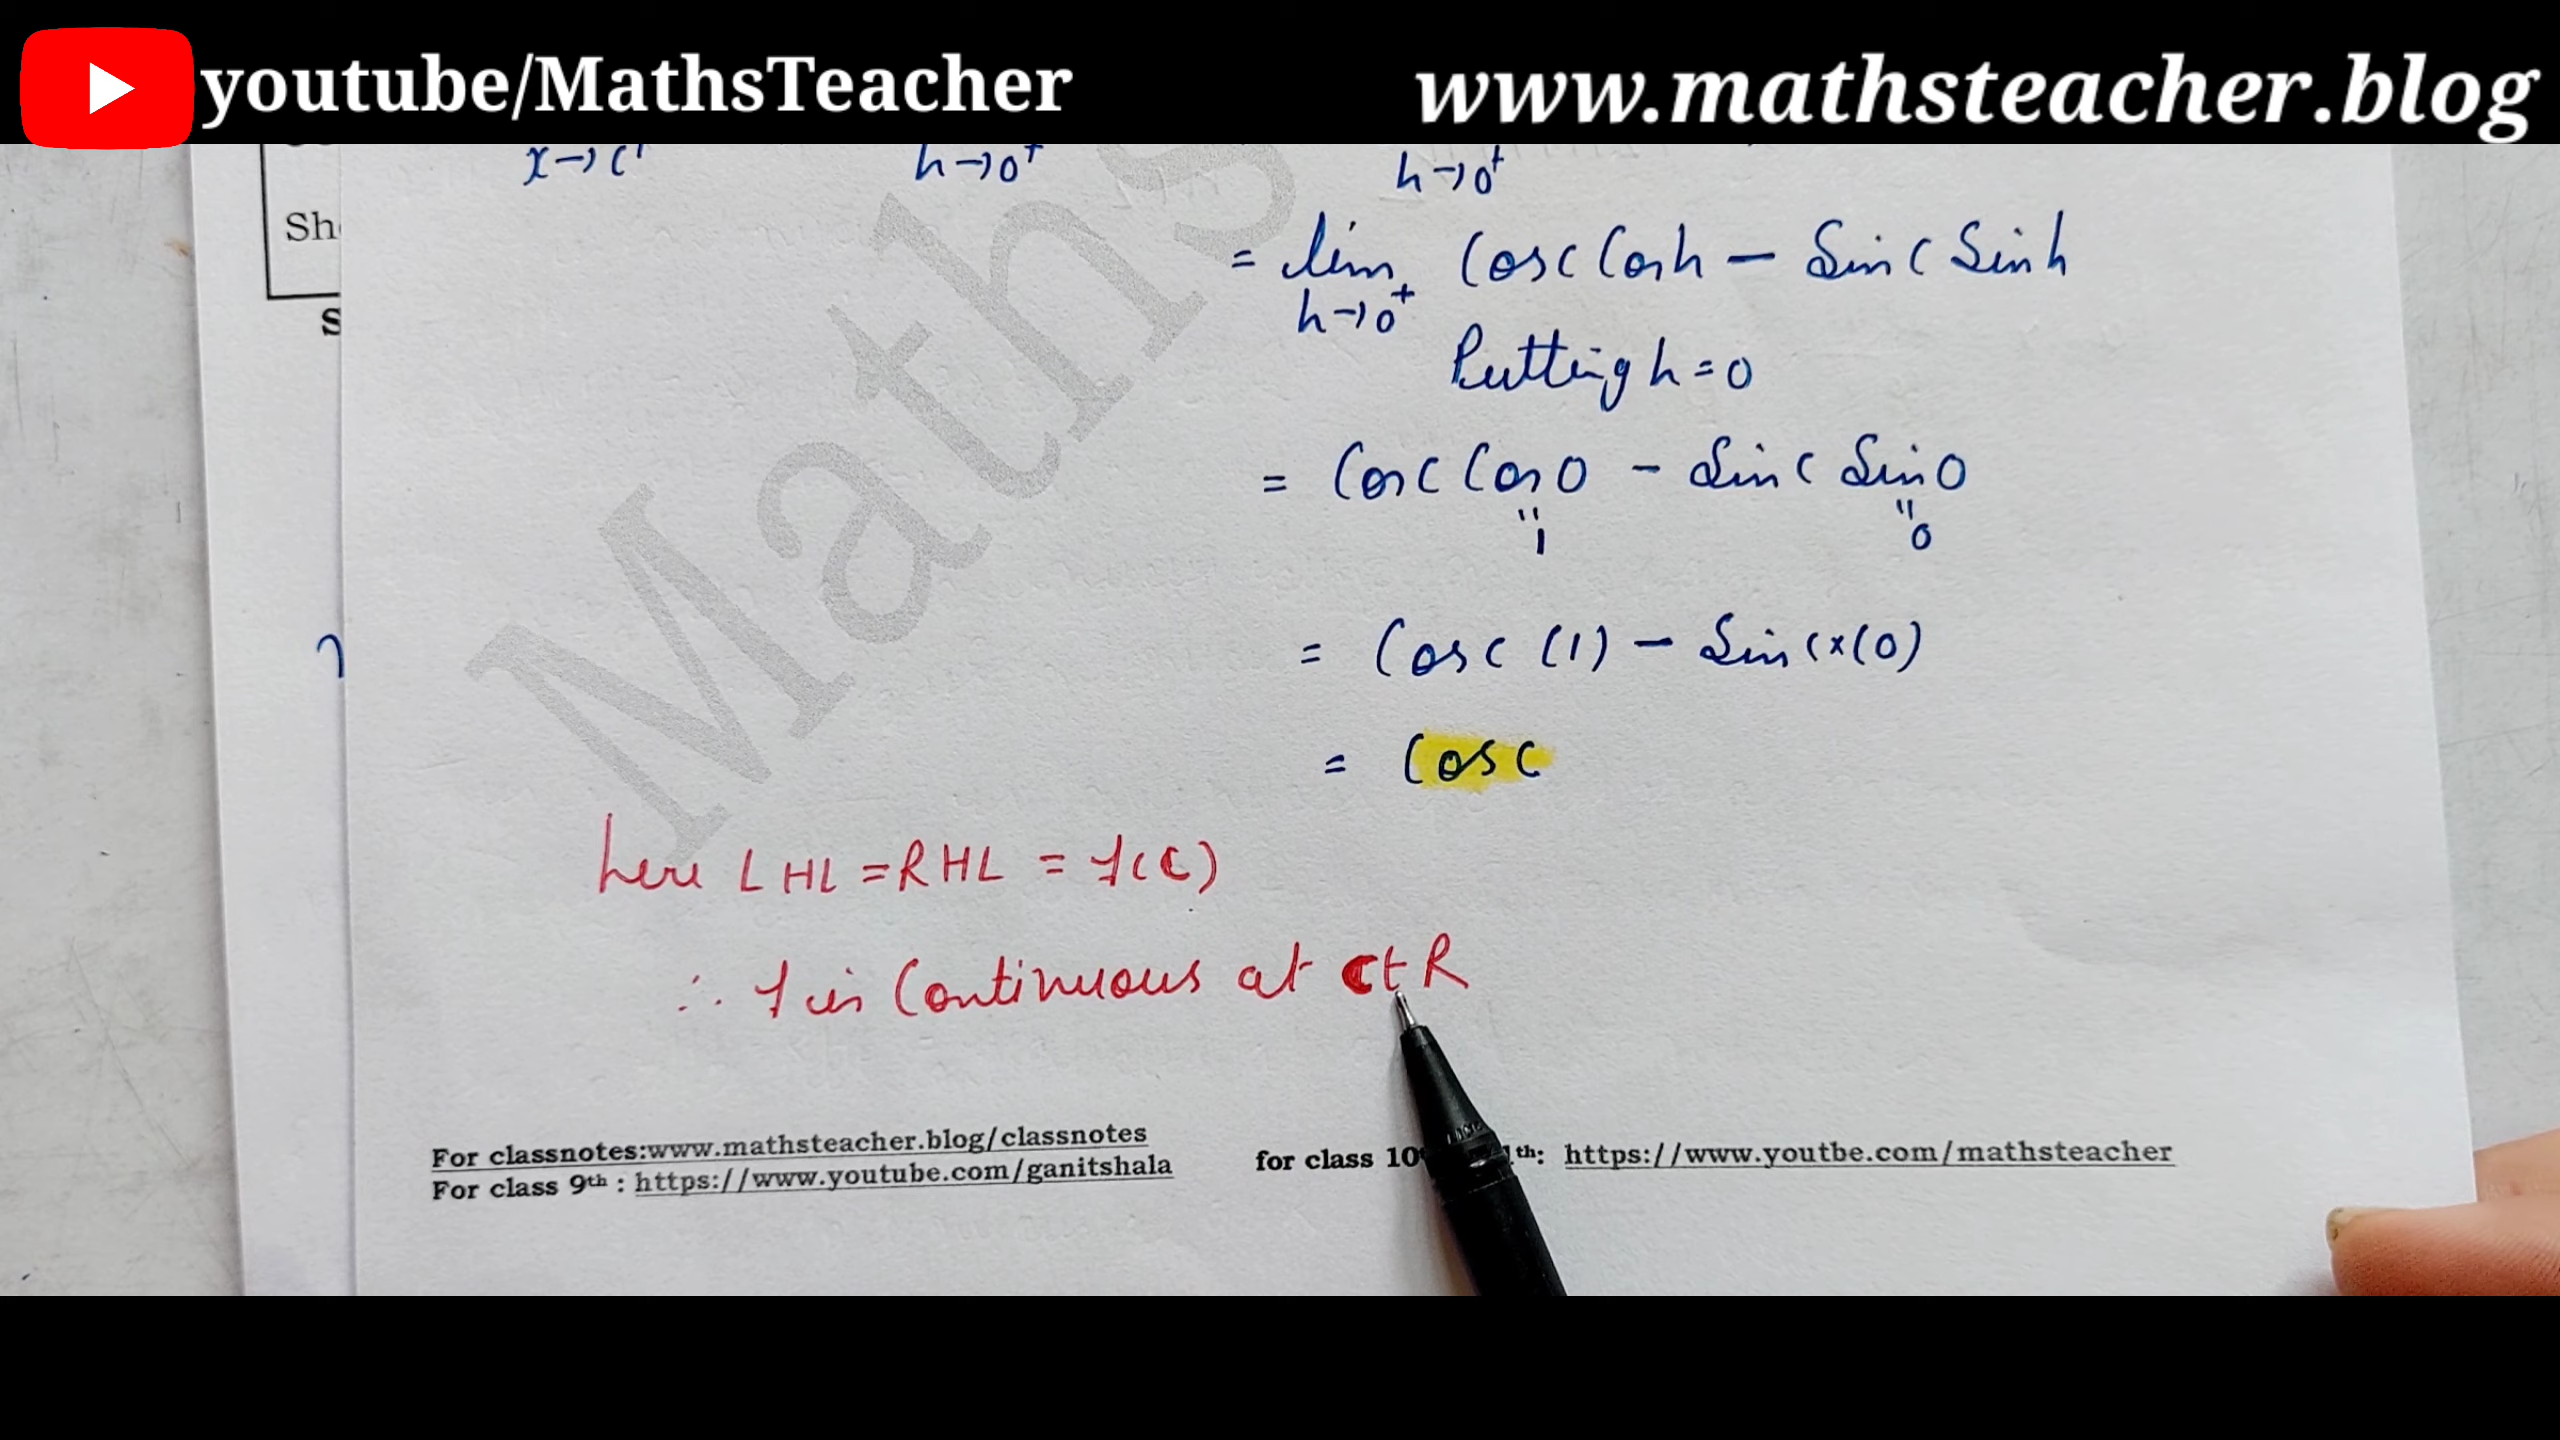 youtube/MathsTeacher
www.mathsteacher.blog
x→c⁺ h→0⁺ h→0⁺
= lim Cosc Cosh - Sinc Sinh
h→0⁺
Putting h=0
= Cosc Cos0 - Sinc Sin0
" "
1 0
= Cosc (1) - Sinc×(0)
= Cosc
here LHL = RHL = f(c)
∴ f is Continuous at c∈R
Maths
For classnotes:www.mathsteacher.blog/classnotes
For class 9th : https://www.youtube.com/ganitshala
for class 10 1th: https://www.youtbe.com/mathsteacher